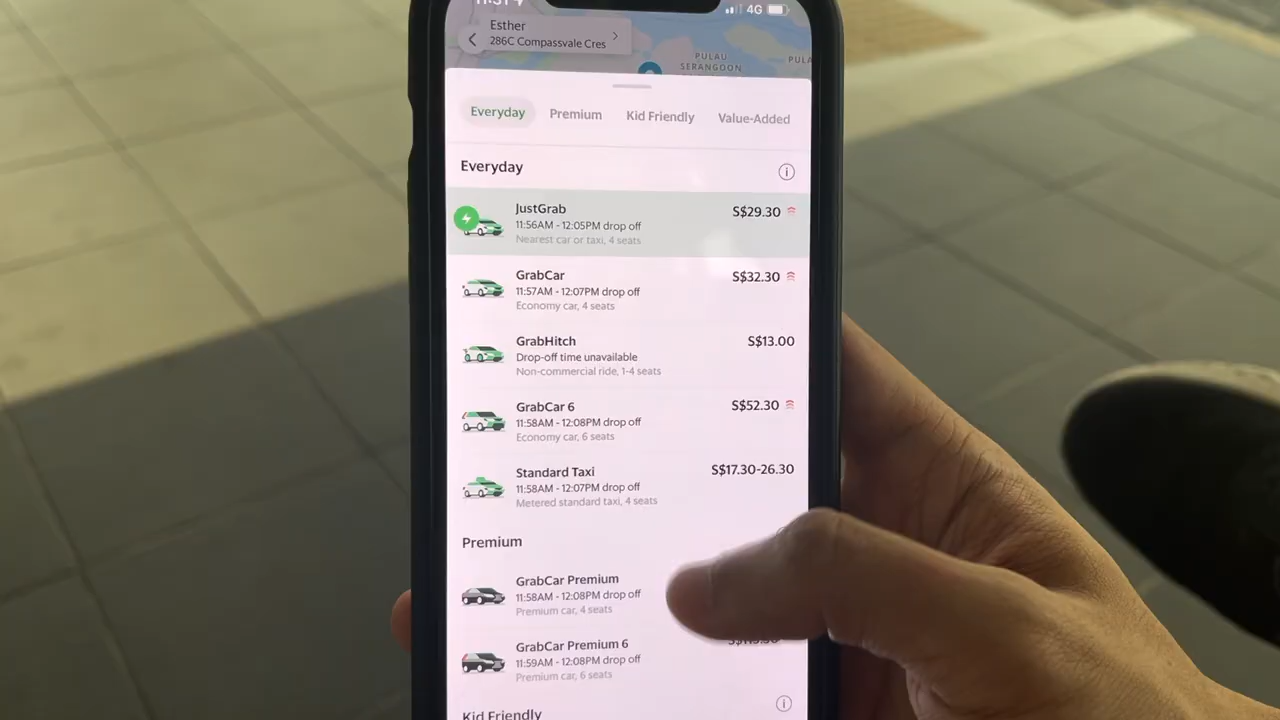 4G
Esther
286C Compassvale Cres
PULAU
SERANGOON
PULA
Everyday
Premium
Kid Friendly
Value-Added
Everyday
JustGrab
S$29.30
11:56AM - 12:05PM drop off
Nearest car or taxi, 4 seats
GrabCar
S$32.30
11:57AM - 12:07PM drop off
Economy car, 4 seats
GrabHitch
S$13.00
Drop-off time unavailable
Non-commercial ride, 1-4 seats
GrabCar 6
S$52.30
11:58AM - 12:08PM drop off
Economy car, 6 seats
Standard Taxi
S$17.30-26.30
11:58AM - 12:07PM drop off
Metered standard taxi, 4 seats
Premium
GrabCar Premium
11:58AM - 12:08PM drop off
Premium car, 4 seats
GrabCar Premium 6
11:59AM - 12:08PM drop off
Premium car, 6 seats
Kid Friendly